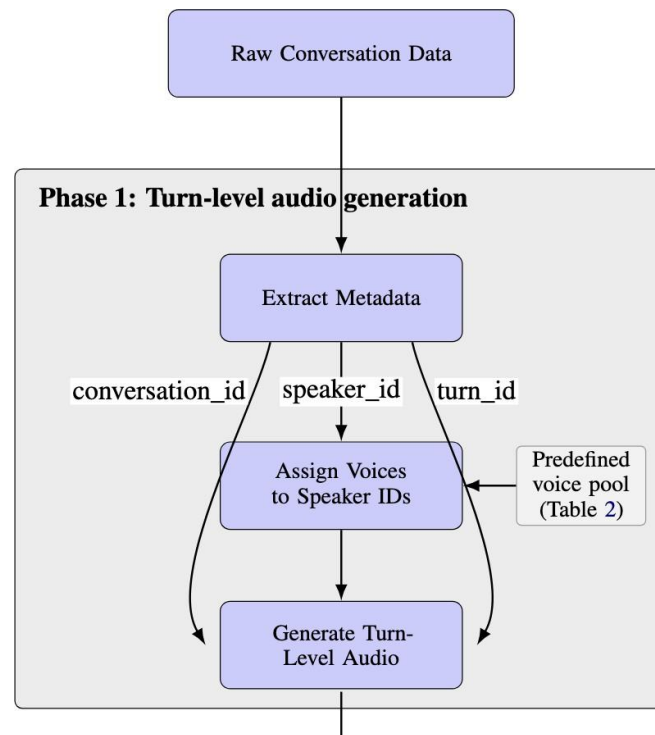 Raw Conversation Data
Phase 1: Turn-level audio generation
Extract Metadata
conversation_id
speaker_id
turn_id
Assign Voices
to Speaker IDs
Predefined
voice pool
(Table 2)
Generate Turn-
Level Audio